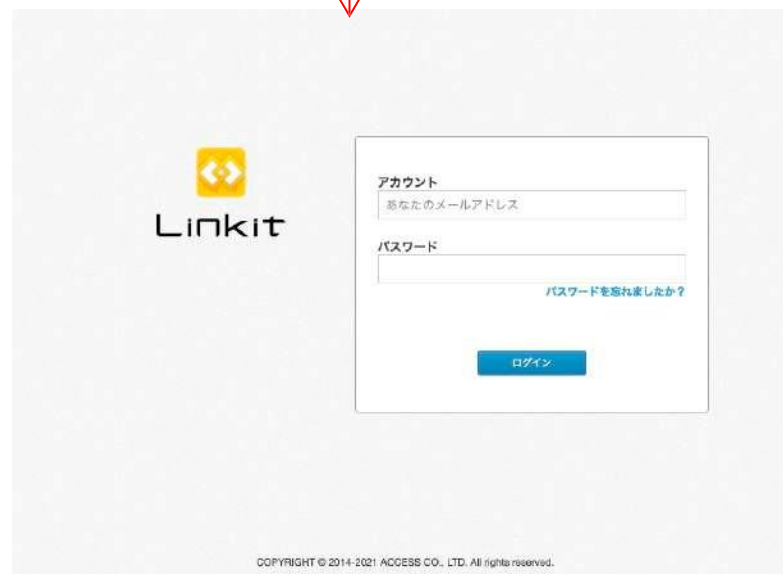 Linkit
アカウント
あなたのメールアドレス
パスワード
パスワードを忘れましたか？
ログイン
COPYRIGHT © 2014-2021 ACCESS CO., LTD. All rights reserved.